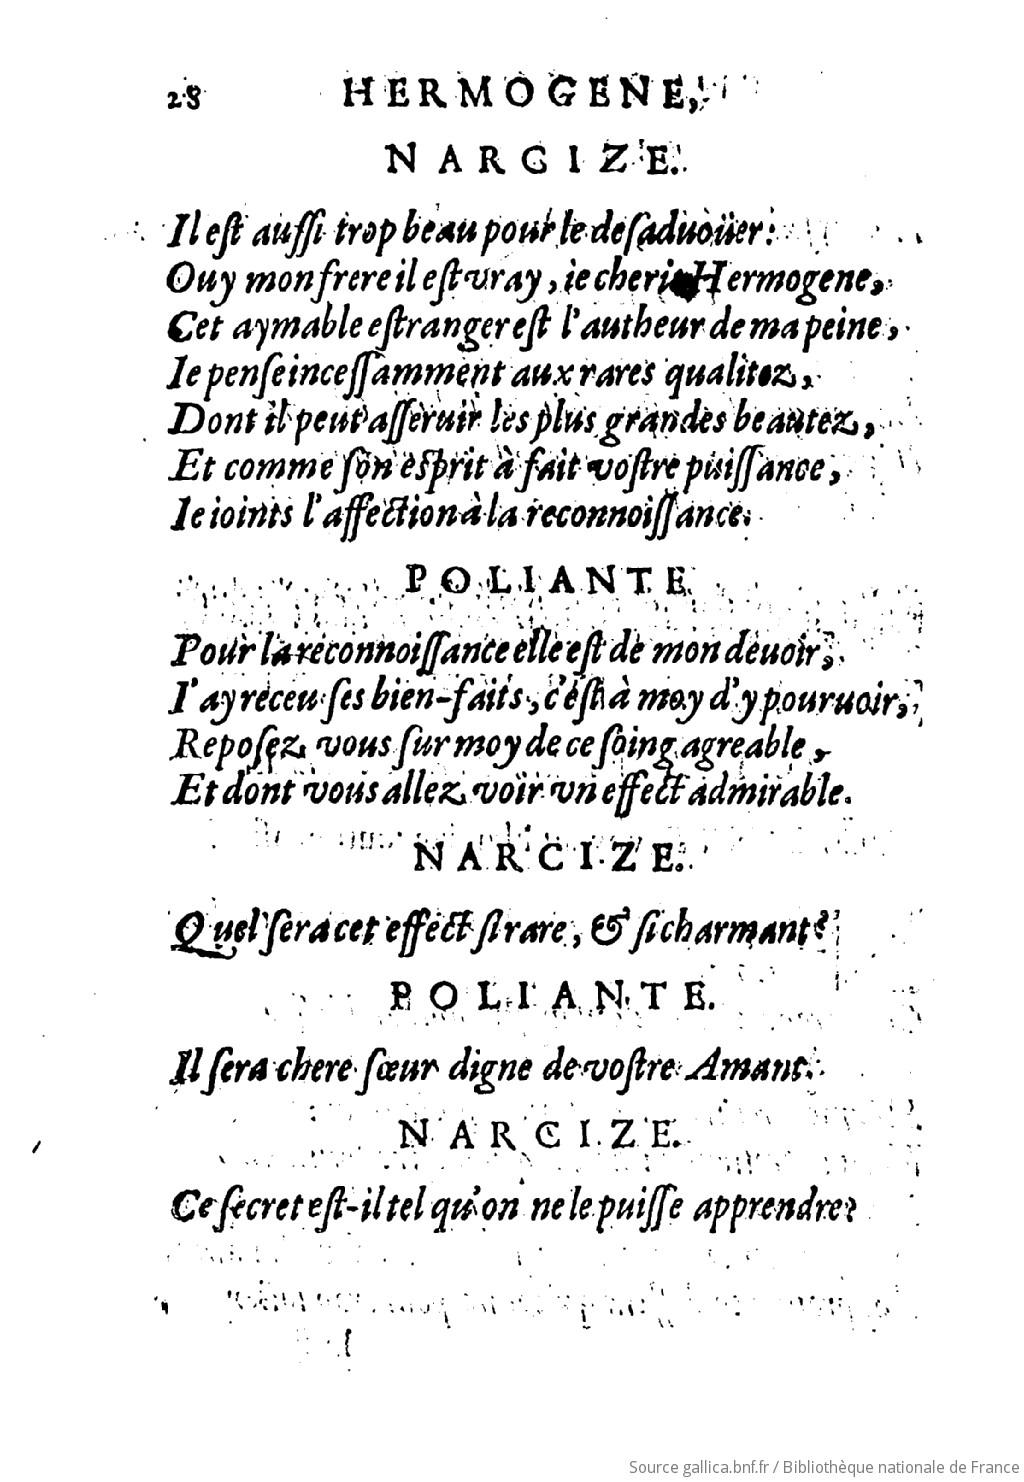 28 HERMOGENE,
NARCIZE.
Il est aussi trop beau pour le desaduoüer:
Ouy mon frere il est vray, ie cheris Hermogene,
Cet aymable estranger est l'autheur de ma peine,
Ie pense incessamment aux rares qualitez,
Dont il peut asseruir les plus grandes beautez,
Et comme son esprit à fait vostre puissance,
Ie ioints l'affection à la reconnoissance.
POLIANTE
Pour la reconnoissance elle est de mon deuoir,
I'ay receu ses bien-faits, c'est à moy d'y pouruoir,
Reposez vous sur moy de ce soing agreable,
Et dont vous allez voir vn effect admirable.
NARCIZE.
Quel sera cet effect si rare, & si charmant?
POLIANTE.
Il sera chere sœur digne de vostre Amant.
NARCIZE.
Ce secret est-il tel qu'on ne le puisse apprendre?
Source gallica.bnf.fr / Bibliothèque nationale de France